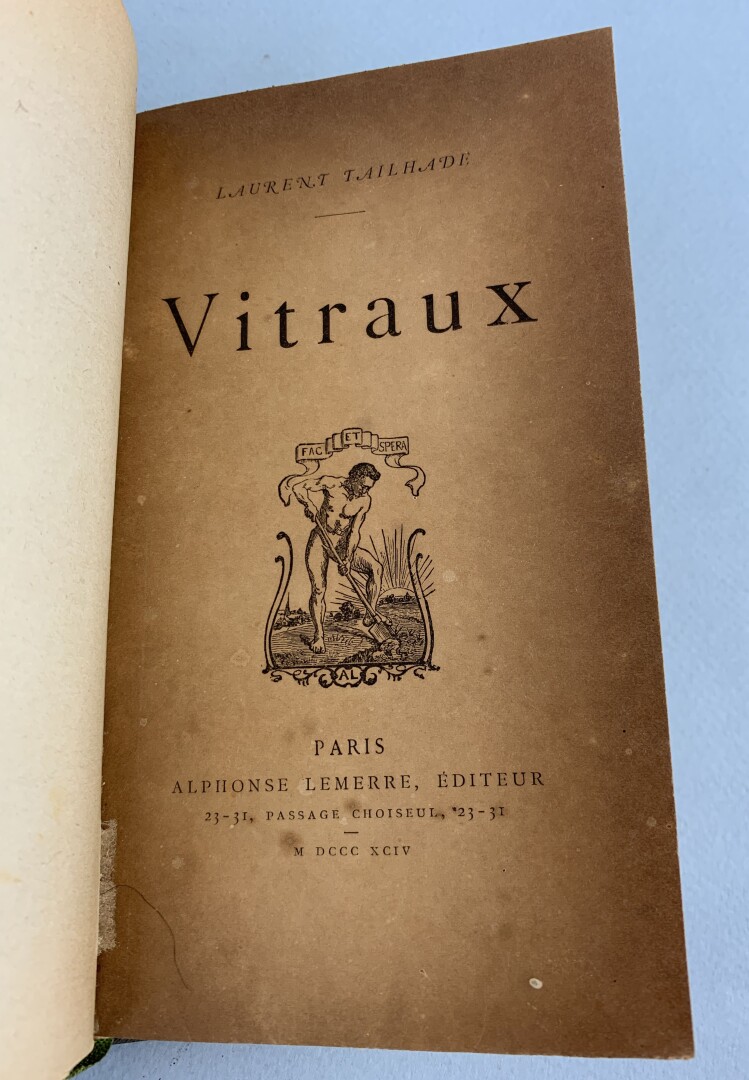 LAURENT TAILHADE
Vitraux
FAC ET SPERA
AL
PARIS
ALPHONSE LEMERRE, ÉDITEUR
23-31, PASSAGE CHOISEUL, 23-31
M DCCC XCIV